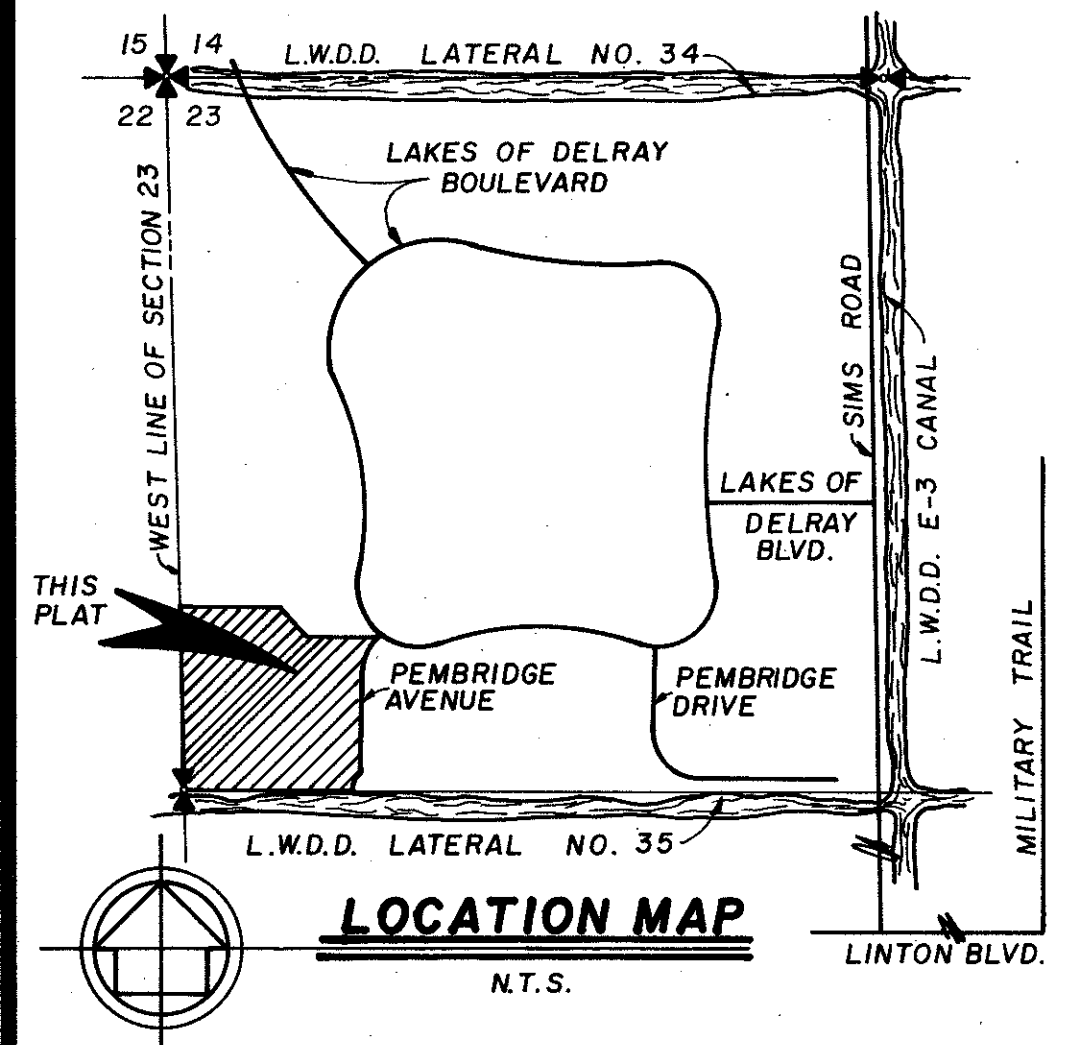 15 14
22 23
L.W.D.D. LATERAL NO. 34
LAKES OF DELRAY
BOULEVARD
WEST LINE OF SECTION 23
SIMS ROAD
L.W.D.D. E-3 CANAL
LAKES OF
DELRAY
BLVD.
THIS
PLAT
PEMBRIDGE
AVENUE
PEMBRIDGE
DRIVE
MILITARY TRAIL
L.W.D.D. LATERAL NO. 35
LOCATION MAP
N.T.S.
LINTON BLVD.